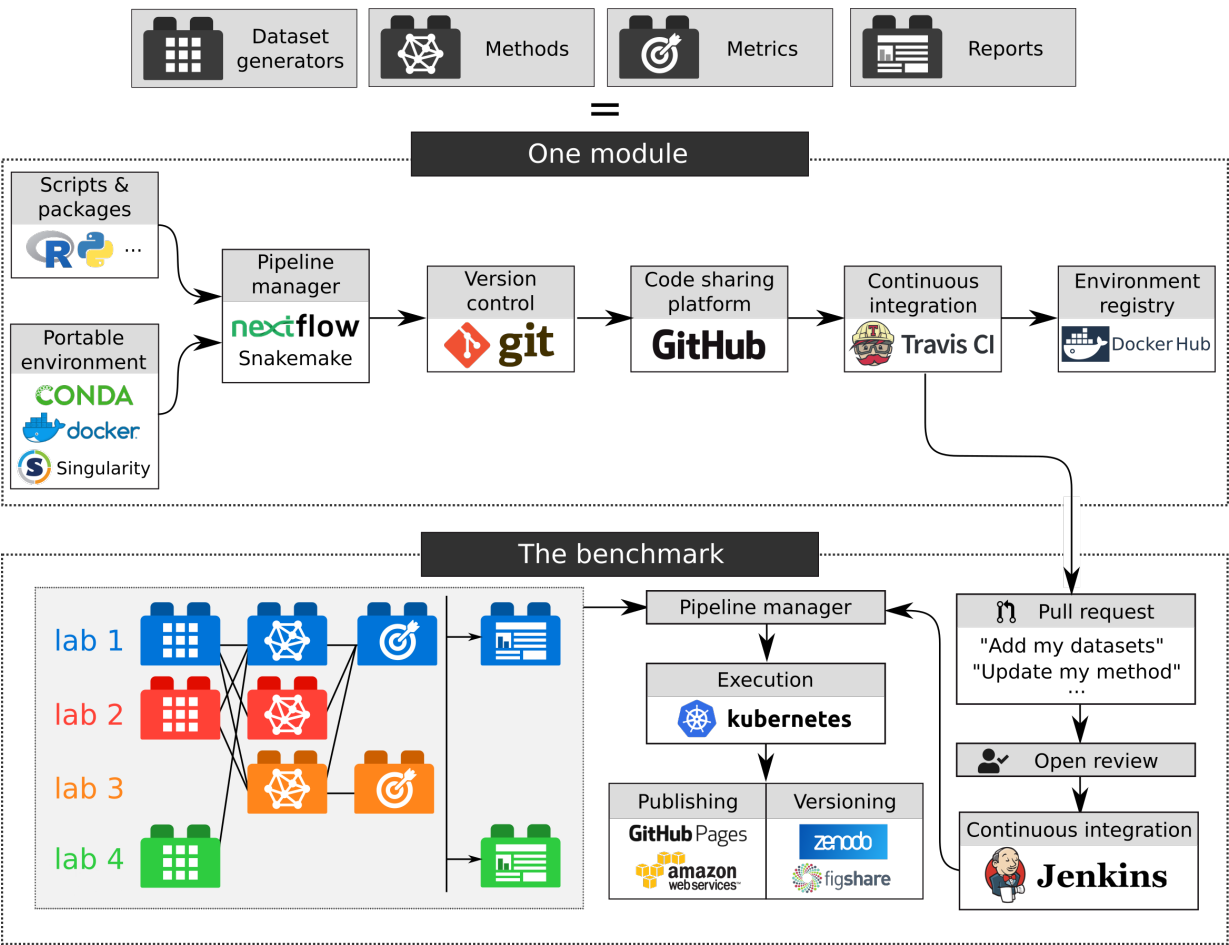 Dataset
generators
Methods
Metrics
Reports
=
One module
Scripts &
packages
R
...
Portable
environment
CONDA
docker
S Singularity
Pipeline
manager
nextflow
Snakemake
Version
control
git
Code sharing
platform
GitHub
Continuous
integration
T
Travis CI
Environment
registry
Docker Hub
The benchmark
lab 1
lab 2
lab 3
lab 4
Pipeline manager
Execution
kubernetes
Publishing
GitHub Pages
amazon
web services™
Versioning
zenodo
figshare
Pull request
"Add my datasets"
"Update my method"
...
Open review
Continuous integration
Jenkins